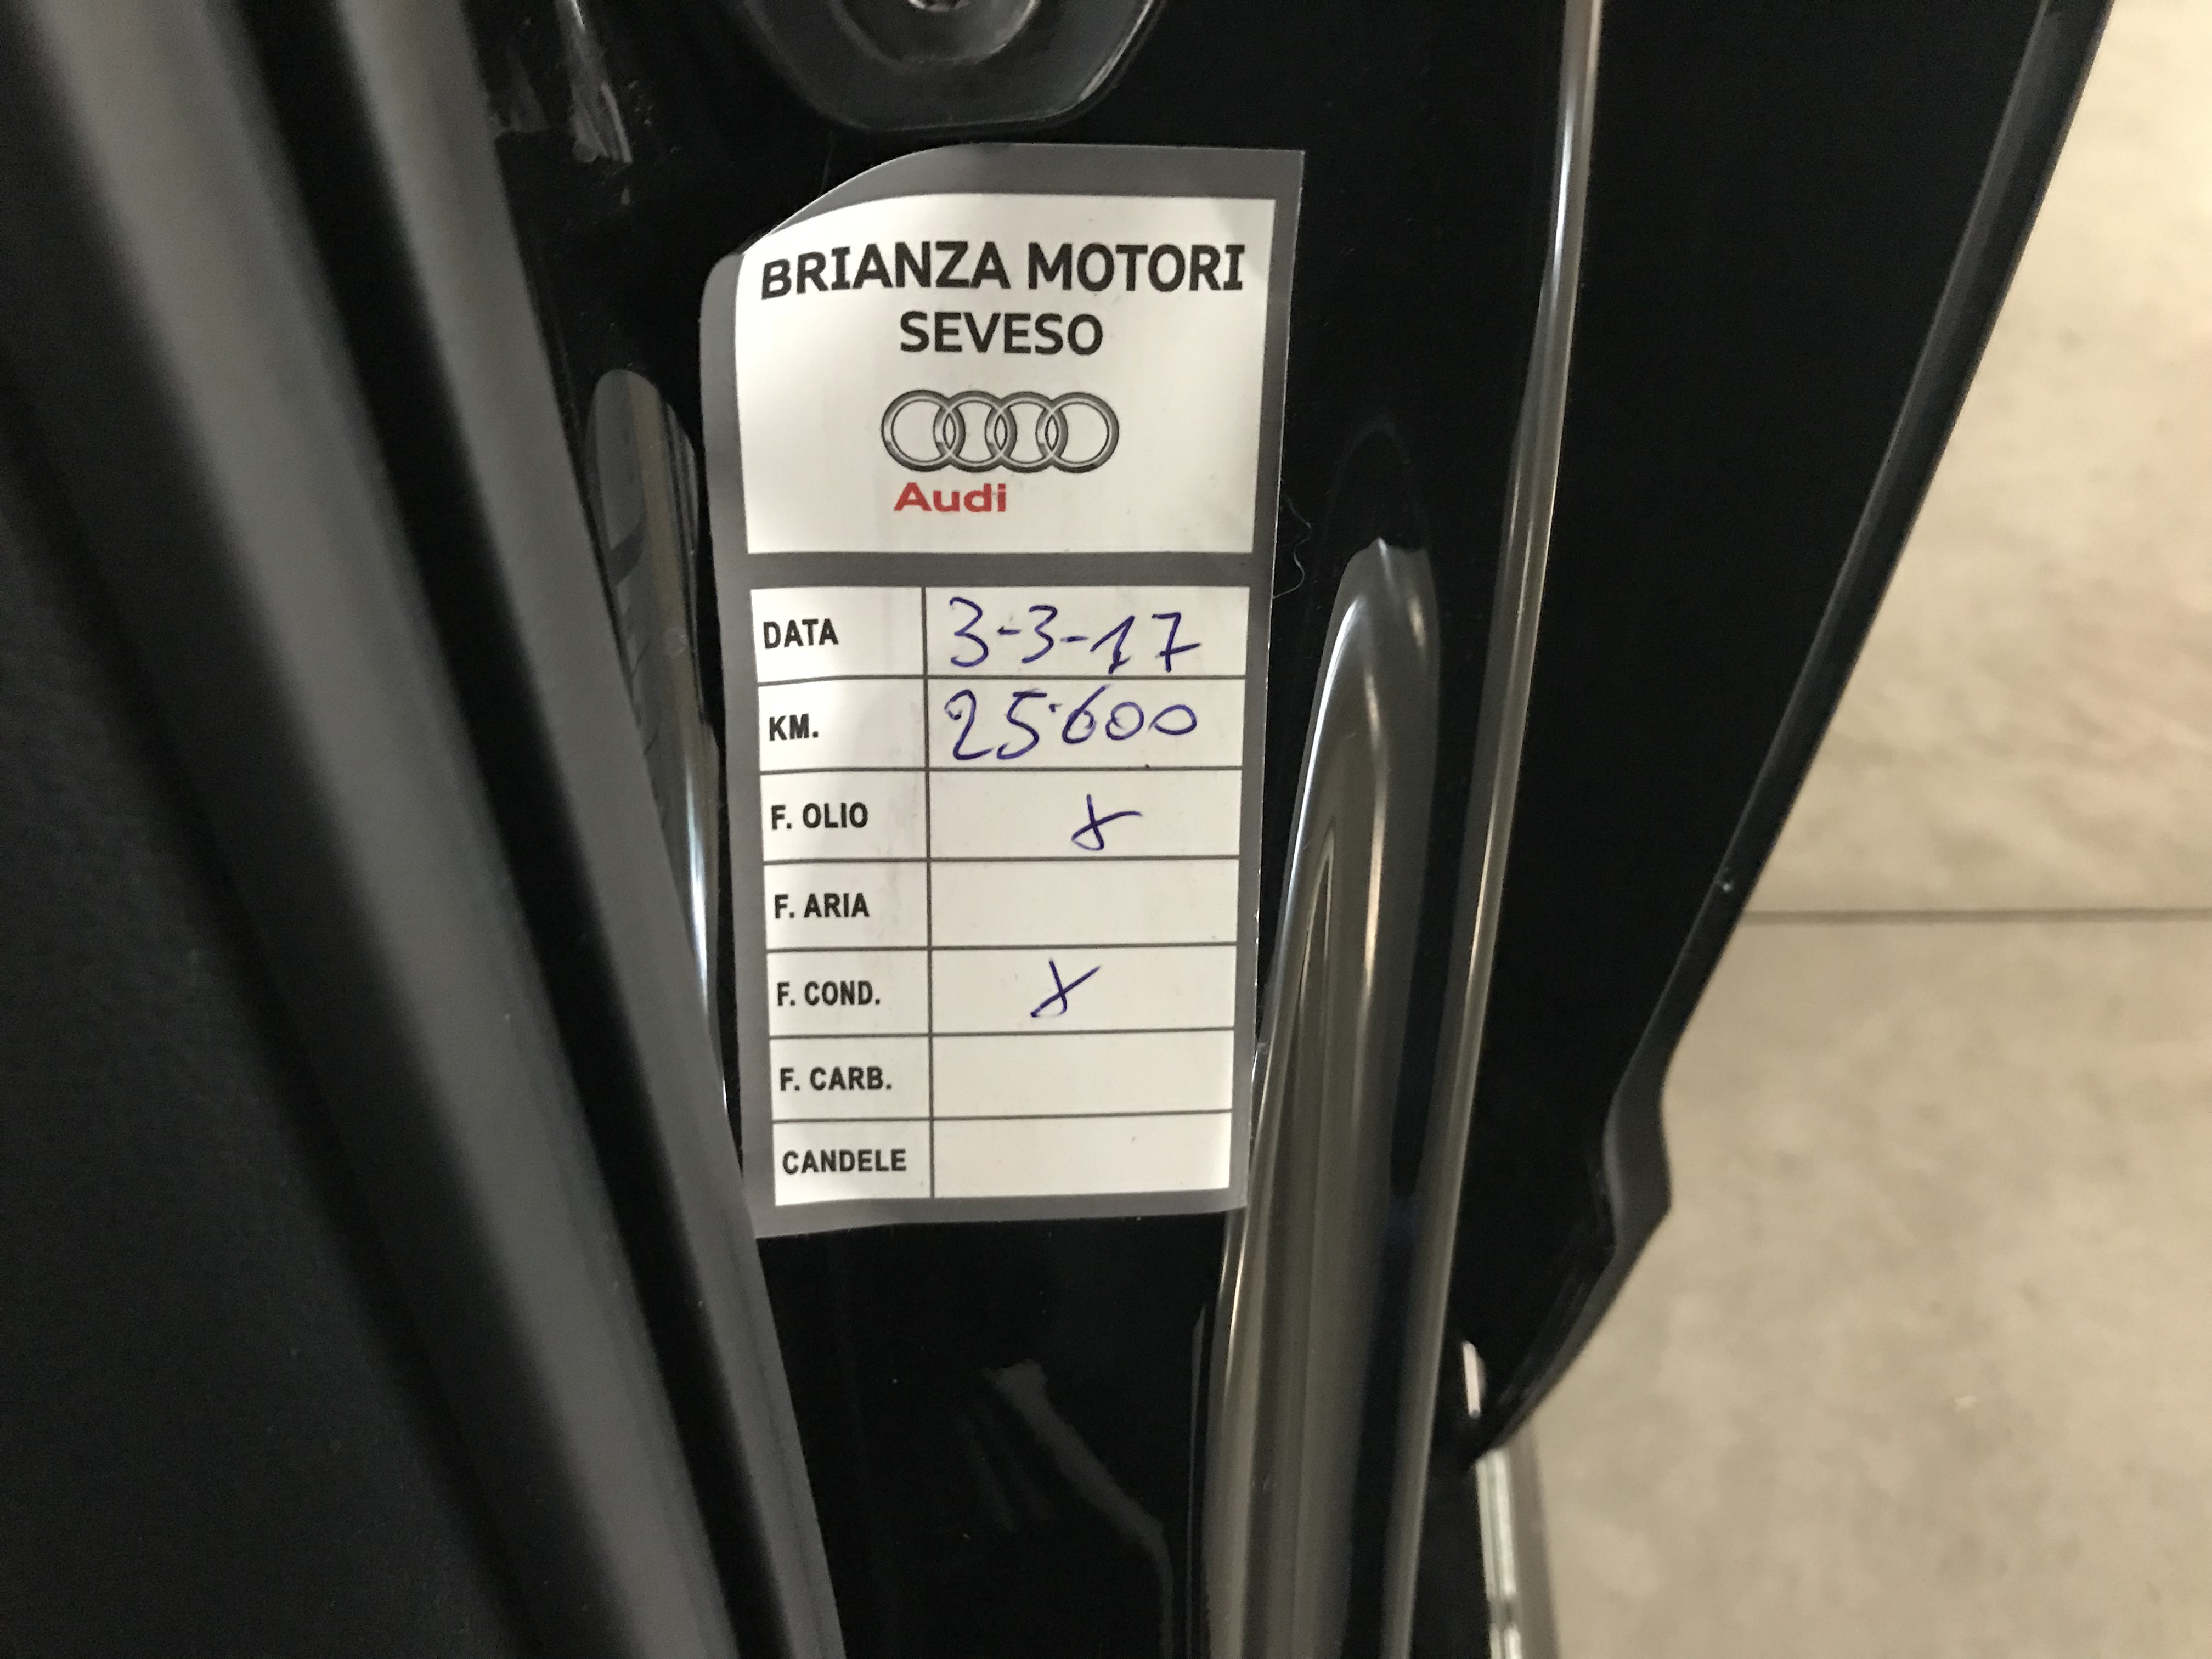 BRIANZA MOTORI
SEVESO
Audi
DATA 3-3-17
KM. 25.600
F. OLIO x
F. ARIA
F. COND. x
F. CARB.
CANDELE